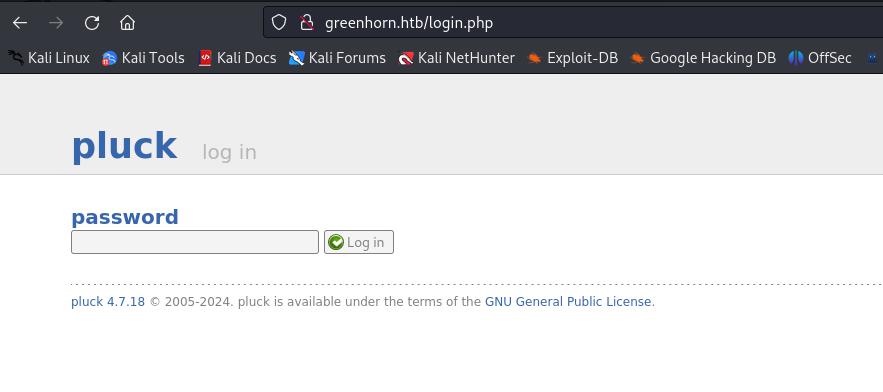 greenhorn.htb/login.php
Kali Linux Kali Tools Kali Docs Kali Forums Kali NetHunter Exploit-DB Google Hacking DB OffSec
pluck log in
password
Log in
pluck 4.7.18 © 2005-2024. pluck is available under the terms of the GNU General Public License.